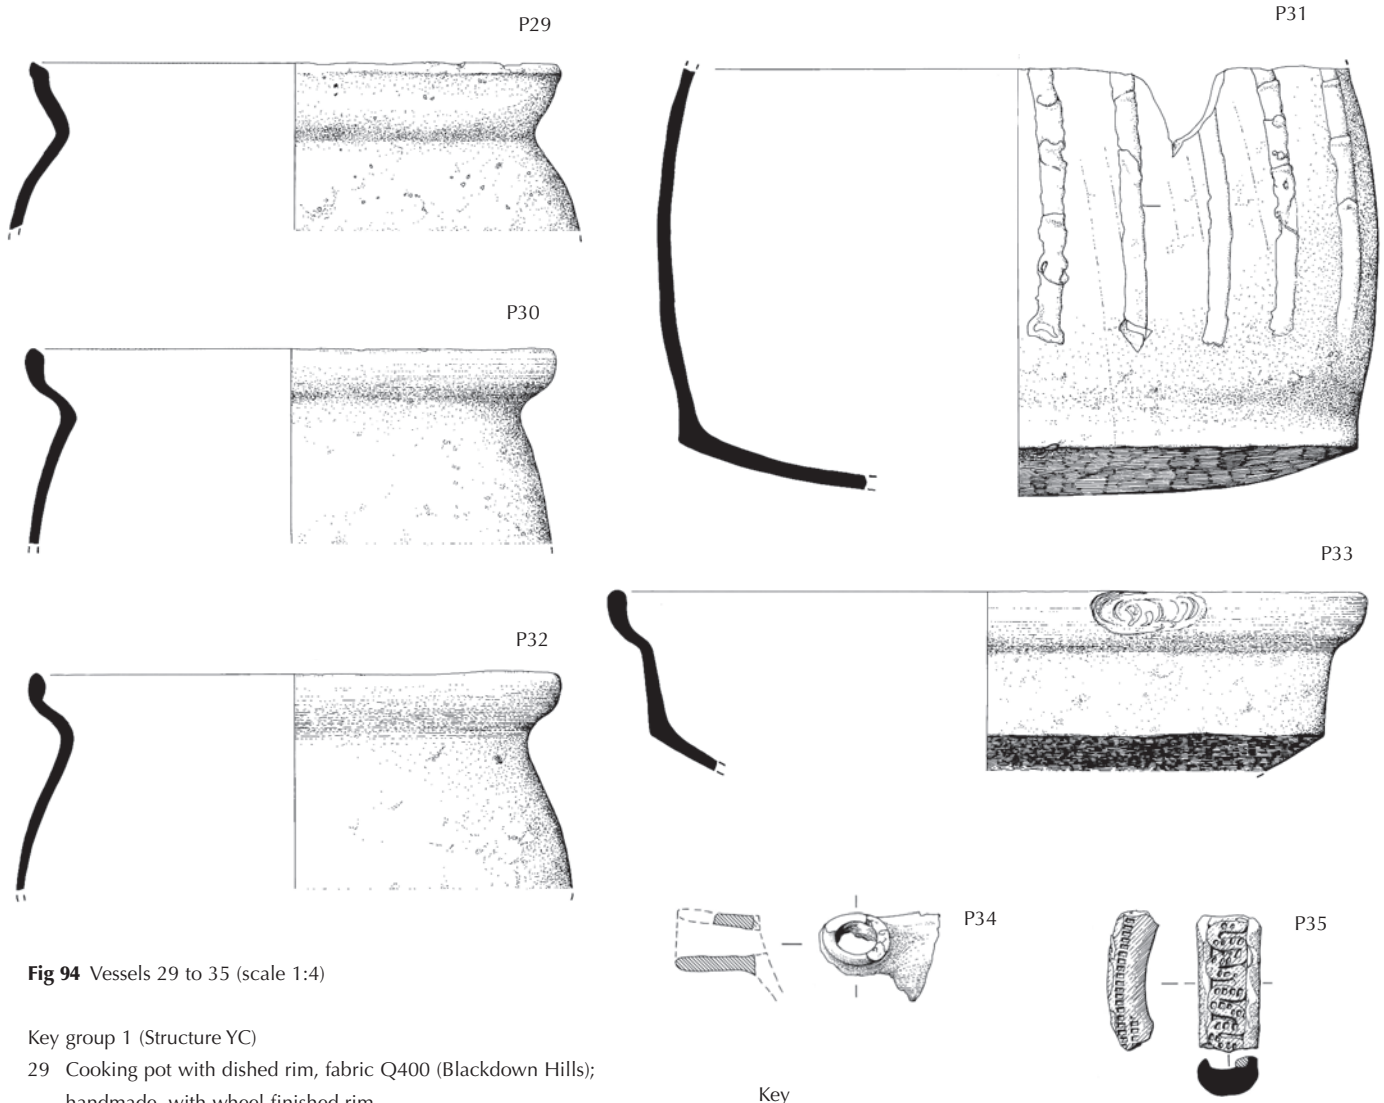 P29
P31
P30
P33
P32
P34
P35
Fig 94 Vessels 29 to 35 (scale 1:4)
Key group 1 (Structure YC)
29 Cooking pot with dished rim, fabric Q400 (Blackdown Hills);
handmade, with wheel-finished rim
Key